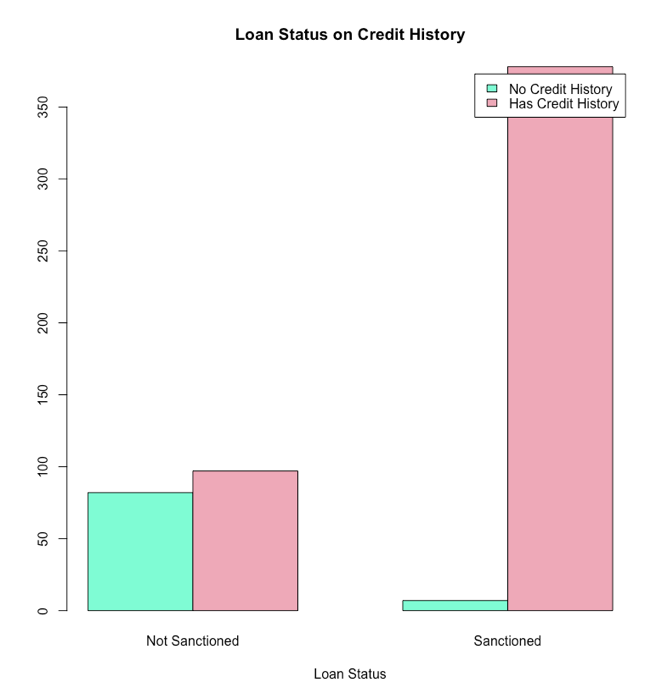 Loan Status on Credit History
No Credit History
Has Credit History
350
300
250
200
150
100
50
0
Not Sanctioned
Sanctioned
Loan Status